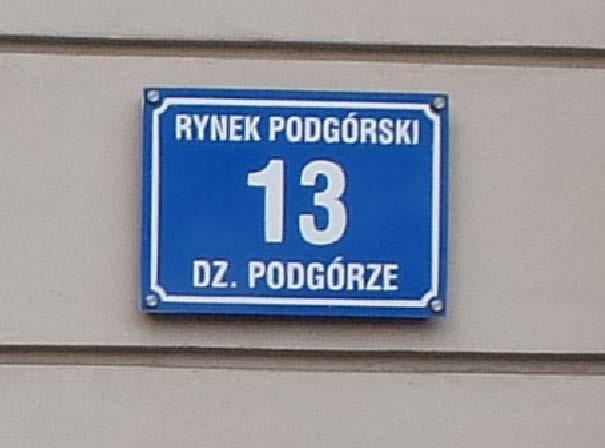 RYNEK PODGÓRSKI
13
DZ. PODGÓRZE